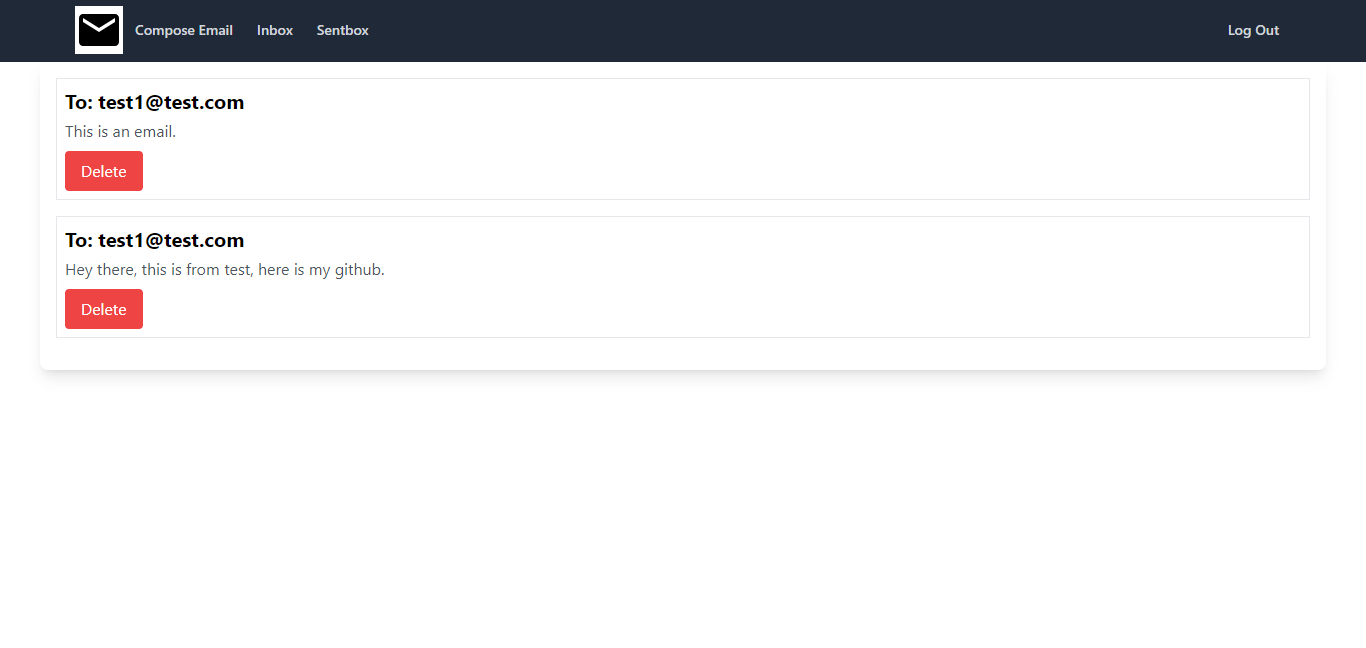 Compose Email Inbox Sentbox Log Out
To: test1@test.com
This is an email.
Delete
To: test1@test.com
Hey there, this is from test, here is my github.
Delete